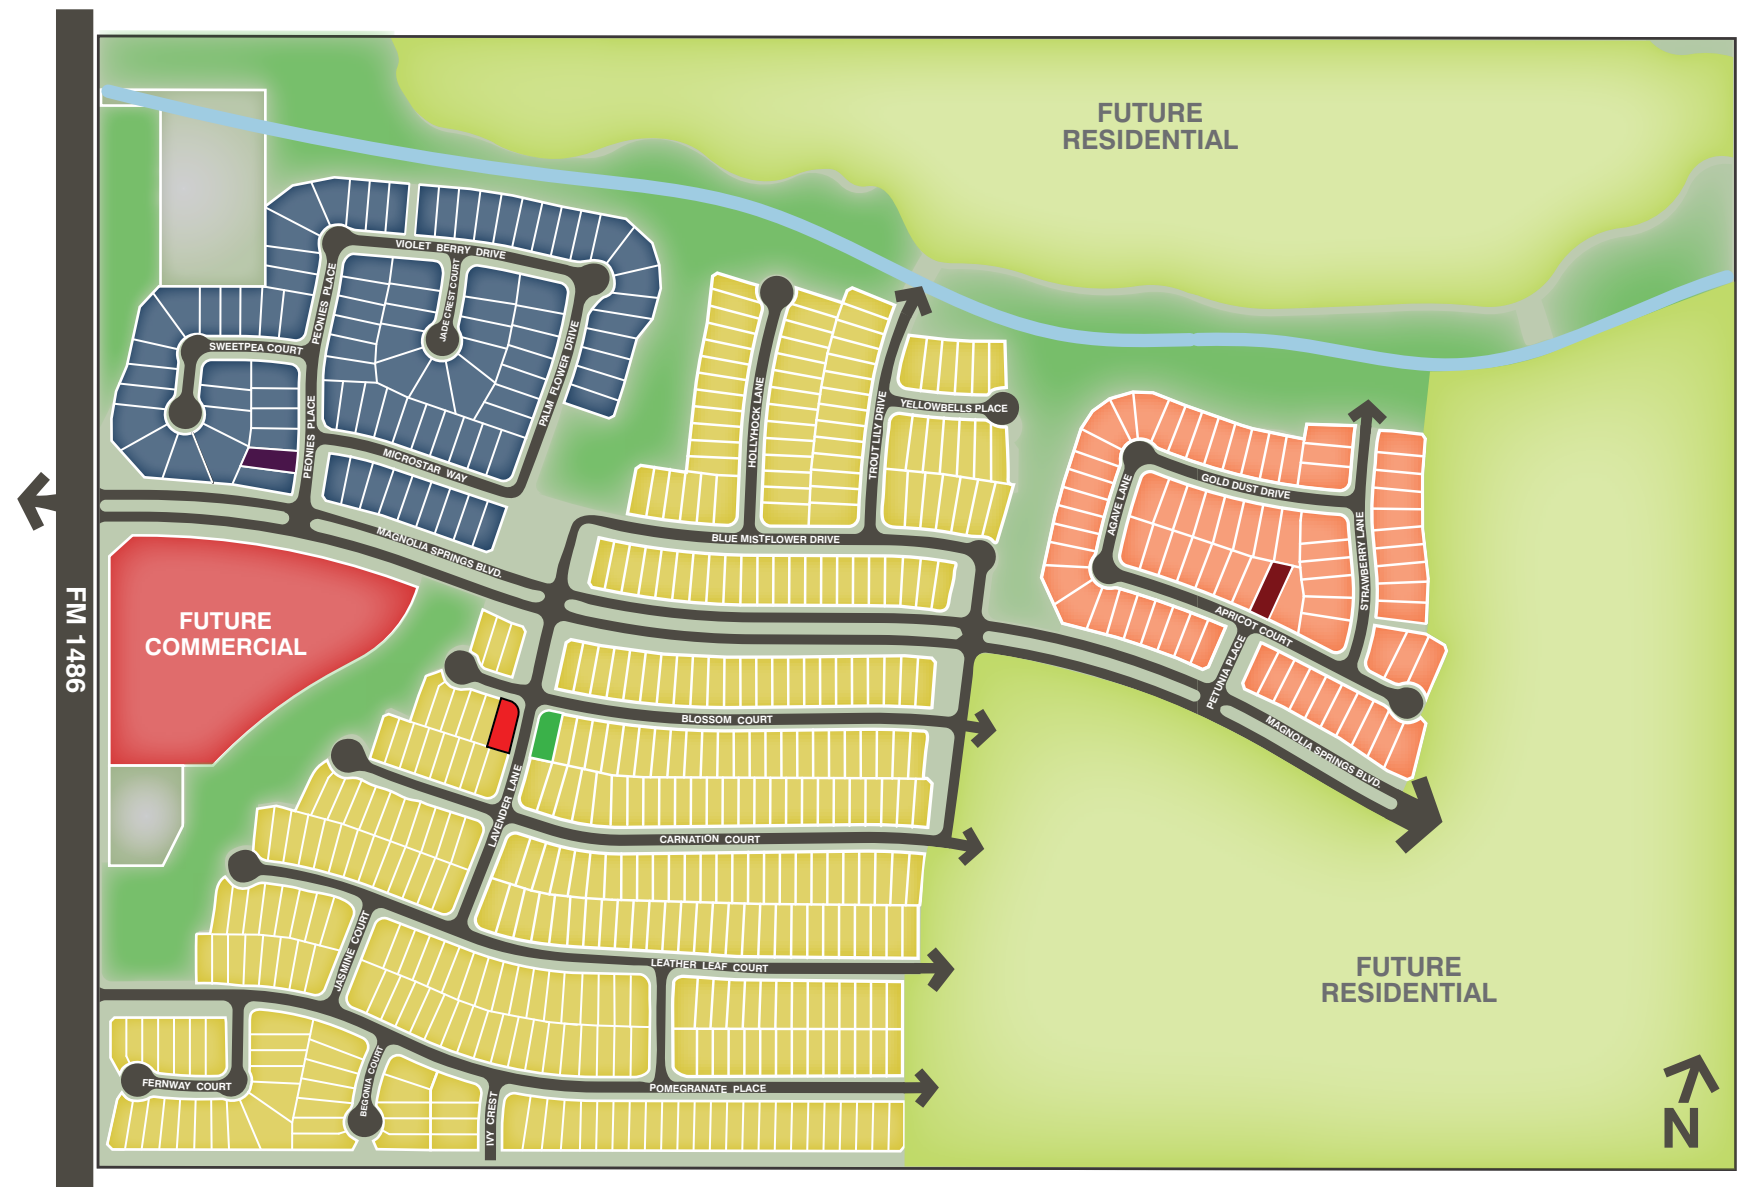 FUTURE
RESIDENTIAL
VIOLET BERRY DRIVE
JADE CREST COURT
PEONIES PLACE
SWEETPEA COURT
PALM FLOWER DRIVE
PEONIES PLACE
MICROSTAR WAY
MAGNOLIA SPRINGS BLVD.
HOLLYHOCK LANE
TROUT LILY DRIVE
YELLOWBELLS PLACE
BLUE MISTFLOWER DRIVE
AGAVE LANE
GOLD DUST DRIVE
STRAWBERRY LANE
APRICOT COURT
PETUNIA PLACE
MAGNOLIA SPRINGS BLVD.
FM 1486
FUTURE
COMMERCIAL
BLOSSOM COURT
LAVENDER LANE
CARNATION COURT
LEATHER LEAF COURT
JASMINE COURT
FUTURE
RESIDENTIAL
FERNWAY COURT
BEGONIA COURT
POMEGRANATE PLACE
IVY CREST
N